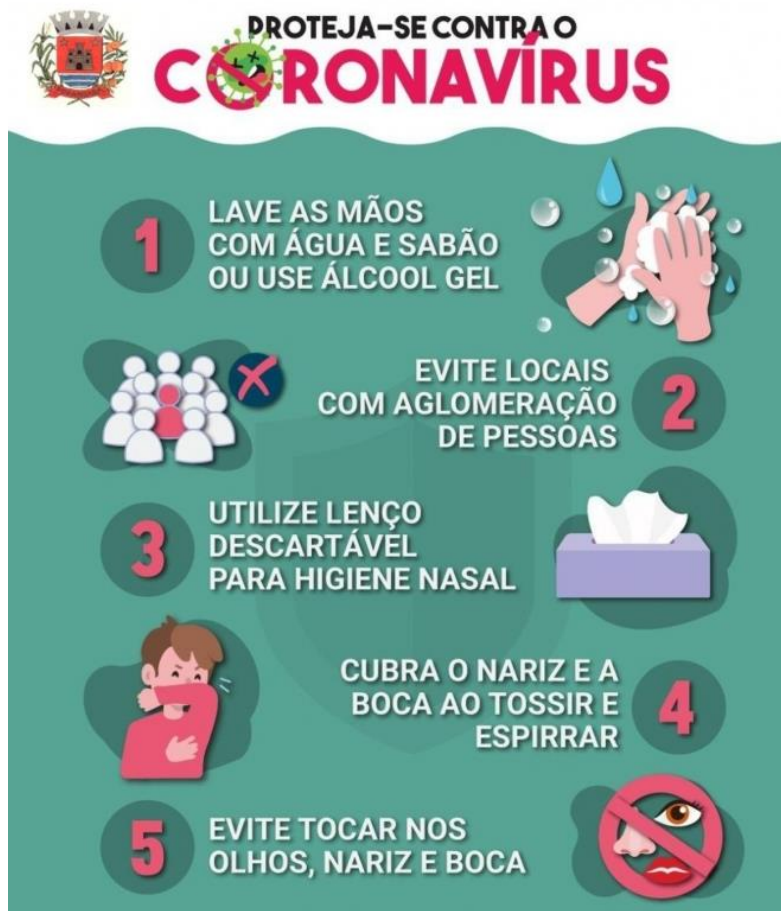 PROTEJA-SE CONTRA O
CORONAVÍRUS
1
LAVE AS MÃOS
COM ÁGUA E SABÃO
OU USE ÁLCOOL GEL
EVITE LOCAIS
COM AGLOMERAÇÃO
DE PESSOAS
2
3
UTILIZE LENÇO
DESCARTÁVEL
PARA HIGIENE NASAL
CUBRA O NARIZ E A
BOCA AO TOSSIR E
ESPIRRAR
4
5
EVITE TOCAR NOS
OLHOS, NARIZ E BOCA